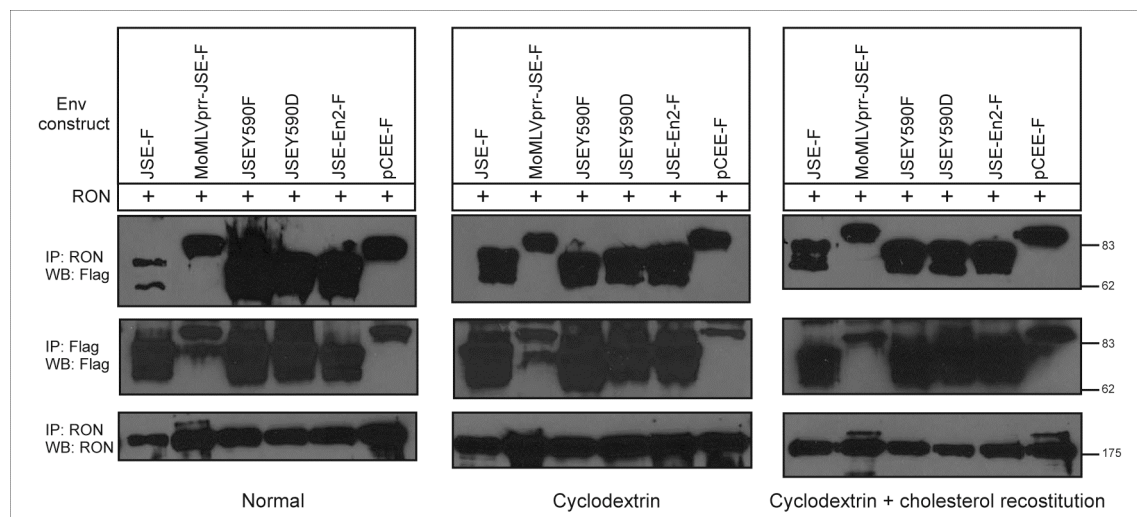 Env
construct
JSE-F
MoMLVprr-JSE-F
JSEY590F
JSEY590D
JSE-En2-F
pCEE-F
JSE-F
MoMLVprr-JSE-F
JSEY590F
JSEY590D
JSE-En2-F
pCEE-F
JSE-F
MoMLVprr-JSE-F
JSEY590F
JSEY590D
JSE-En2-F
pCEE-F
RON + + + + + + + + + + + + + + + + + +
IP: RON
WB: Flag
83
62
IP: Flag
WB: Flag
83
62
IP: RON
WB: RON
175
Normal
Cyclodextrin
Cyclodextrin + cholesterol recostitution